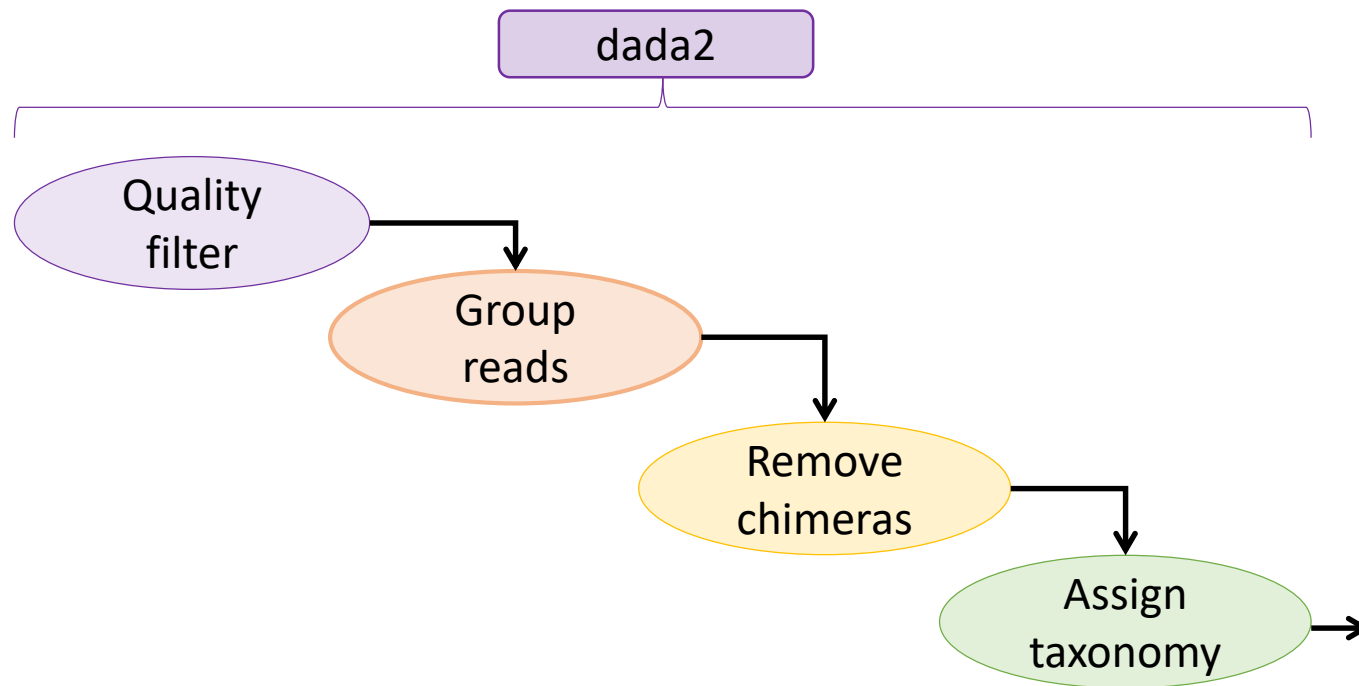 dada2
Quality
filter
Group
reads
Remove
chimeras
Assign
taxonomy